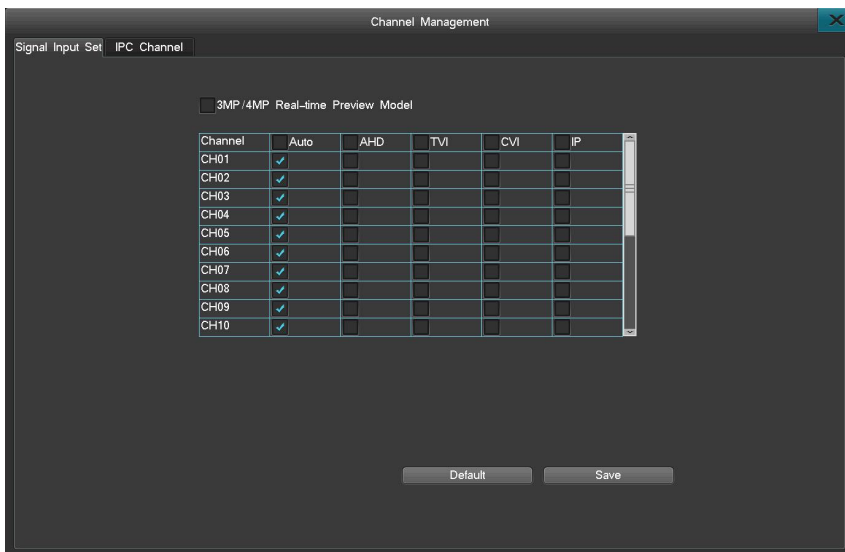 Channel Management
Signal Input Set IPC Channel
3MP/4MP Real-time Preview Model
Channel Auto AHD TVI CVI IP
CH01
CH02
CH03
CH04
CH05
CH06
CH07
CH08
CH09
CH10
Default Save